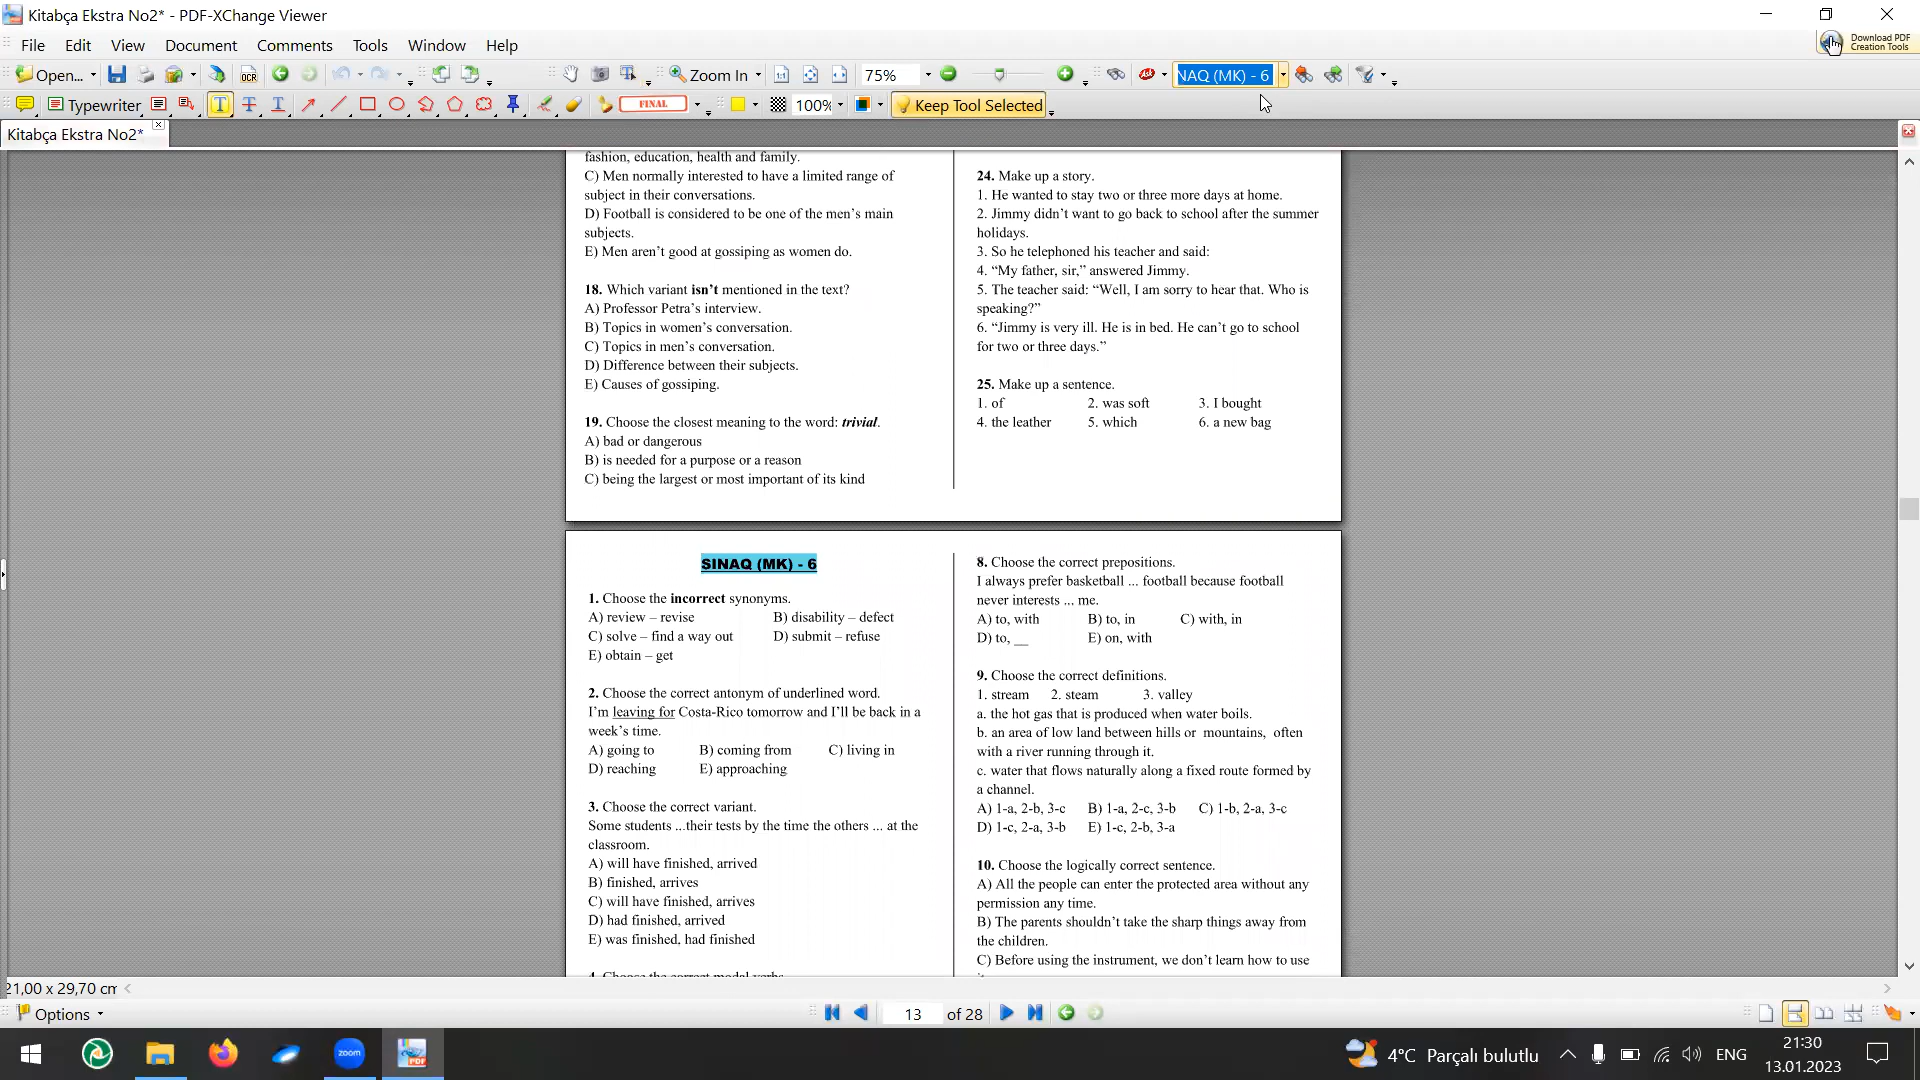 Kitabça Ekstra No2* - PDF-XChange Viewer
File Edit View Document Comments Tools Window Help
Download PDF
Creation Tools
Open... OCR Zoom In 1:1 75% NAQ (MK) - 6
Typewriter FINAL 100% Keep Tool Selected
Kitabça Ekstra No2*
fashion, education, health and family.
C) Men normally interested to have a limited range of
subject in their conversations.
D) Football is considered to be one of the men's main
subjects.
E) Men aren't good at gossiping as women do.
18. Which variant isn't mentioned in the text?
A) Professor Petra's interview.
B) Topics in women's conversation.
C) Topics in men's conversation.
D) Difference between their subjects.
E) Causes of gossiping.
19. Choose the closest meaning to the word: trivial.
A) bad or dangerous
B) is needed for a purpose or a reason
C) being the largest or most important of its kind
24. Make up a story.
1. He wanted to stay two or three more days at home.
2. Jimmy didn't want to go back to school after the summer
holidays.
3. So he telephoned his teacher and said:
4. “My father, sir,” answered Jimmy.
5. The teacher said: “Well, I am sorry to hear that. Who is
speaking?”
6. “Jimmy is very ill. He is in bed. He can't go to school
for two or three days.”
25. Make up a sentence.
1. of 2. was soft 3. I bought
4. the leather 5. which 6. a new bag
SINAQ (MK) - 6
1. Choose the incorrect synonyms.
A) review – revise B) disability – defect
C) solve – find a way out D) submit – refuse
E) obtain – get
2. Choose the correct antonym of underlined word.
I'm leaving for Costa-Rico tomorrow and I'll be back in a
week's time.
A) going to B) coming from C) living in
D) reaching E) approaching
3. Choose the correct variant.
Some students ...their tests by the time the others ... at the
classroom.
A) will have finished, arrived
B) finished, arrives
C) will have finished, arrives
D) had finished, arrived
E) was finished, had finished
4. Choose the correct modal verbs.
8. Choose the correct prepositions.
I always prefer basketball ... football because football
never interests ... me.
A) to, with B) to, in C) with, in
D) to, __ E) on, with
9. Choose the correct definitions.
1. stream 2. steam 3. valley
a. the hot gas that is produced when water boils.
b. an area of low land between hills or mountains, often
with a river running through it.
c. water that flows naturally along a fixed route formed by
a channel.
A) 1-a, 2-b, 3-c B) 1-a, 2-c, 3-b C) 1-b, 2-a, 3-c
D) 1-c, 2-a, 3-b E) 1-c, 2-b, 3-a
10. Choose the logically correct sentence.
A) All the people can enter the protected area without any
permission any time.
B) The parents shouldn't take the sharp things away from
the children.
C) Before using the instrument, we don't learn how to use
21,00 x 29,70 cm
Options 13 of 28
zoom PDF 4°C Parçalı bulutlu ENG 21:30
13.01.2023